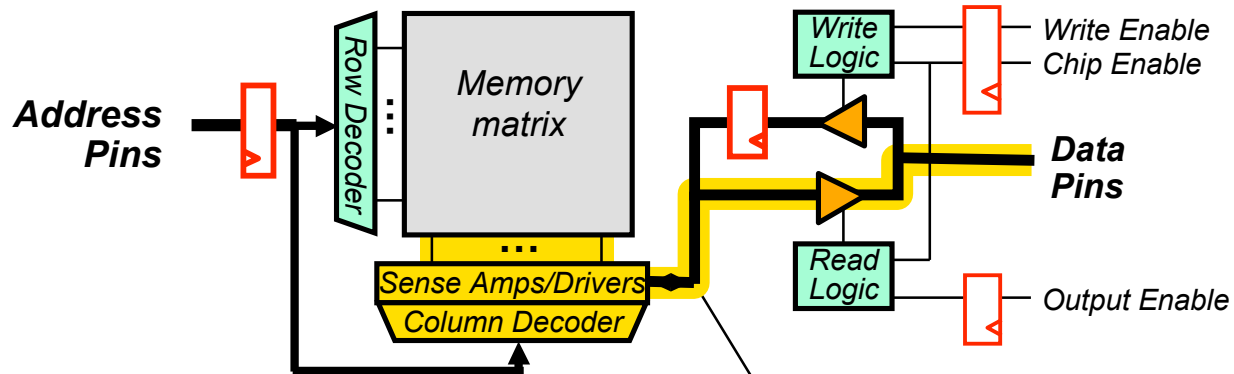 Address
Pins
Row Decoder
...
Memory
matrix
...
Sense Amps/Drivers
Column Decoder
Write
Logic
Read
Logic
Write Enable
Chip Enable
Data
Pins
Output Enable